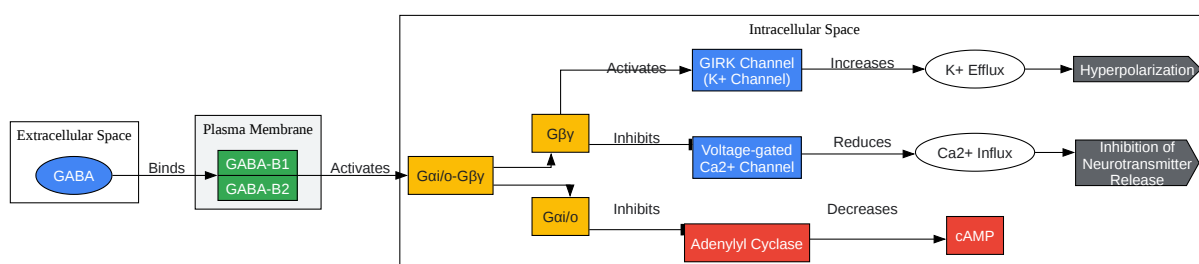 Intracellular Space
Activates
GIRK Channel
(K+ Channel)
Increases
K+ Efflux
Hyperpolarization
Extracellular Space
GABA
Binds
Plasma Membrane
GABA-B1
GABA-B2
Activates
Gαi/o-Gβγ
Gβγ
Inhibits
Voltage-gated
Ca2+ Channel
Reduces
Ca2+ Influx
Inhibition of
Neurotransmitter
Release
Gαi/o
Inhibits
Adenylyl Cyclase
Decreases
cAMP